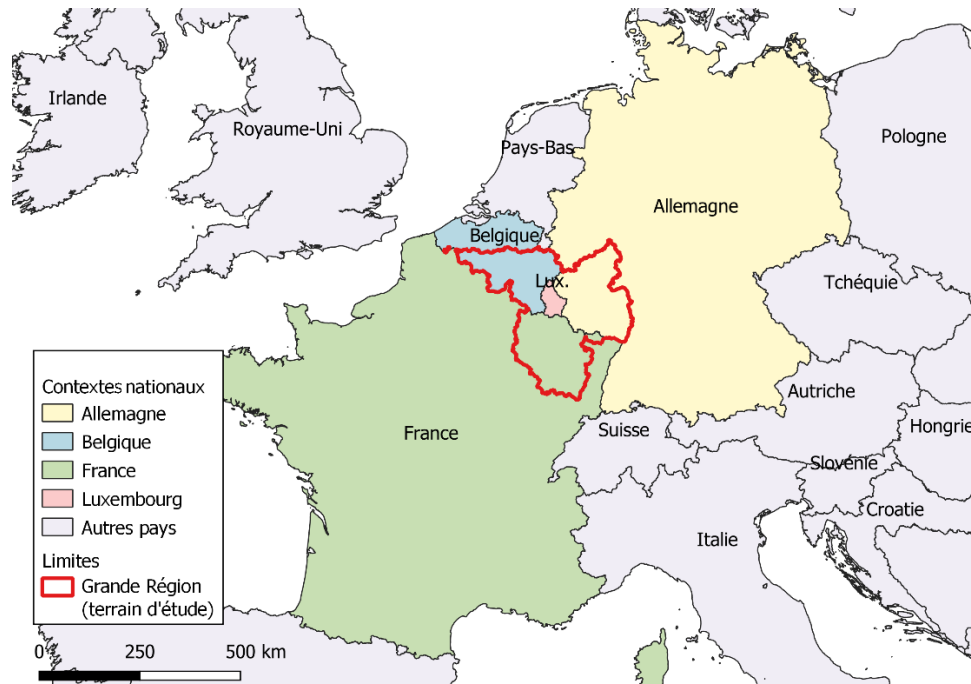 Irlande
Royaume-Uni
Pays-Bas
Pologne
Allemagne
Belgique
Lux.
Tchéquie
Autriche
Suisse
Hongrie
France
Slovénie
Croatie
Italie
Contextes nationaux
Allemagne
Belgique
France
Luxembourg
Autres pays
Limites
Grande Région
(terrain d'étude)
0 250 500 km